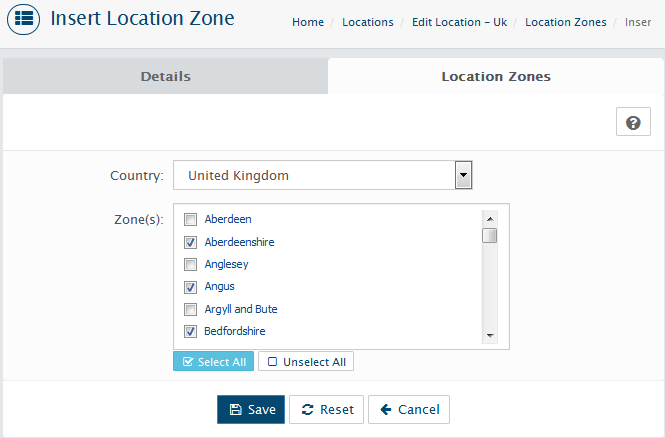 Insert Location Zone
Home / Locations / Edit Location - Uk / Location Zones / Inser
Details Location Zones
Country: United Kingdom
Zone(s): Aberdeen
Aberdeenshire
Anglesey
Angus
Argyll and Bute
Bedfordshire
Select All Unselect All
Save Reset Cancel